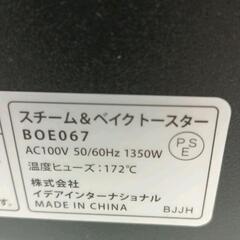 スチーム&ベイクトースター
BOE067
AC100V 50/60Hz 1350W
温度ヒューズ:172℃
株式会社
イデアインターナショナル
MADE IN CHINA
BJJH
PS
E
す。